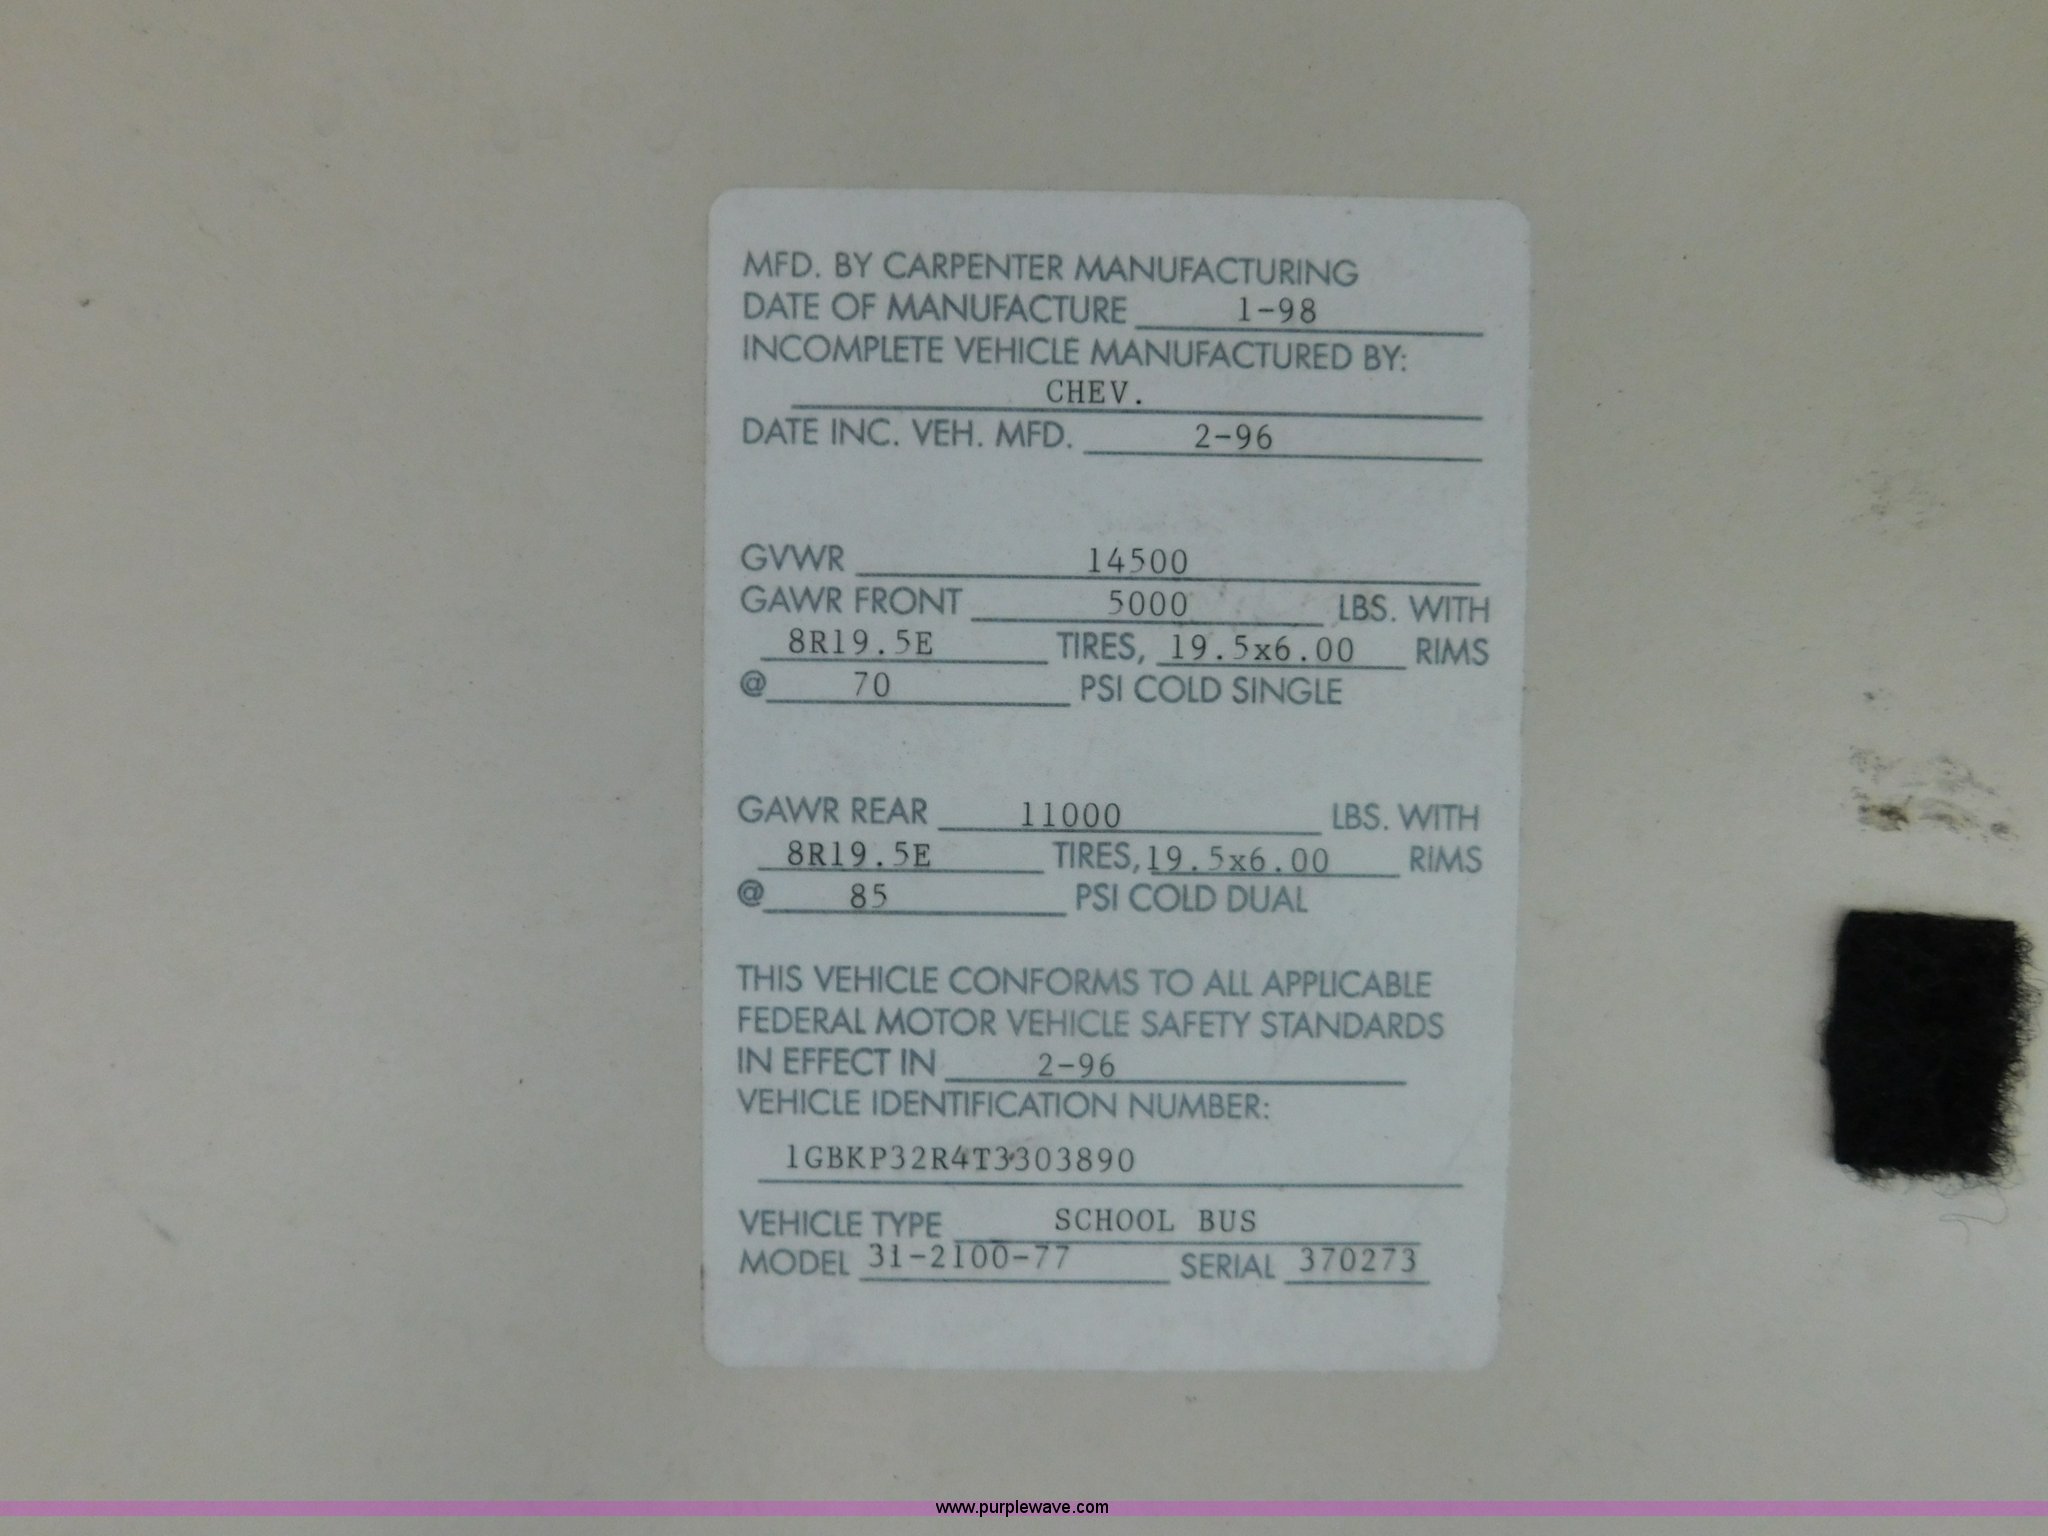 MFD. BY CARPENTER MANUFACTURING
DATE OF MANUFACTURE 1-98
INCOMPLETE VEHICLE MANUFACTURED BY:
CHEV.
DATE INC. VEH. MFD. 2-96
GVWR 14500
GAWR FRONT 5000 LBS. WITH
8R19.5E TIRES, 19.5x6.00 RIMS
@ 70 PSI COLD SINGLE
GAWR REAR 11000 LBS. WITH
8R19.5E TIRES, 19.5x6.00 RIMS
@ 85 PSI COLD DUAL
THIS VEHICLE CONFORMS TO ALL APPLICABLE
FEDERAL MOTOR VEHICLE SAFETY STANDARDS
IN EFFECT IN 2-96
VEHICLE IDENTIFICATION NUMBER:
1GBKP32R4T3303890
VEHICLE TYPE SCHOOL BUS
MODEL 31-2100-77 SERIAL 370273
www.purplewave.com